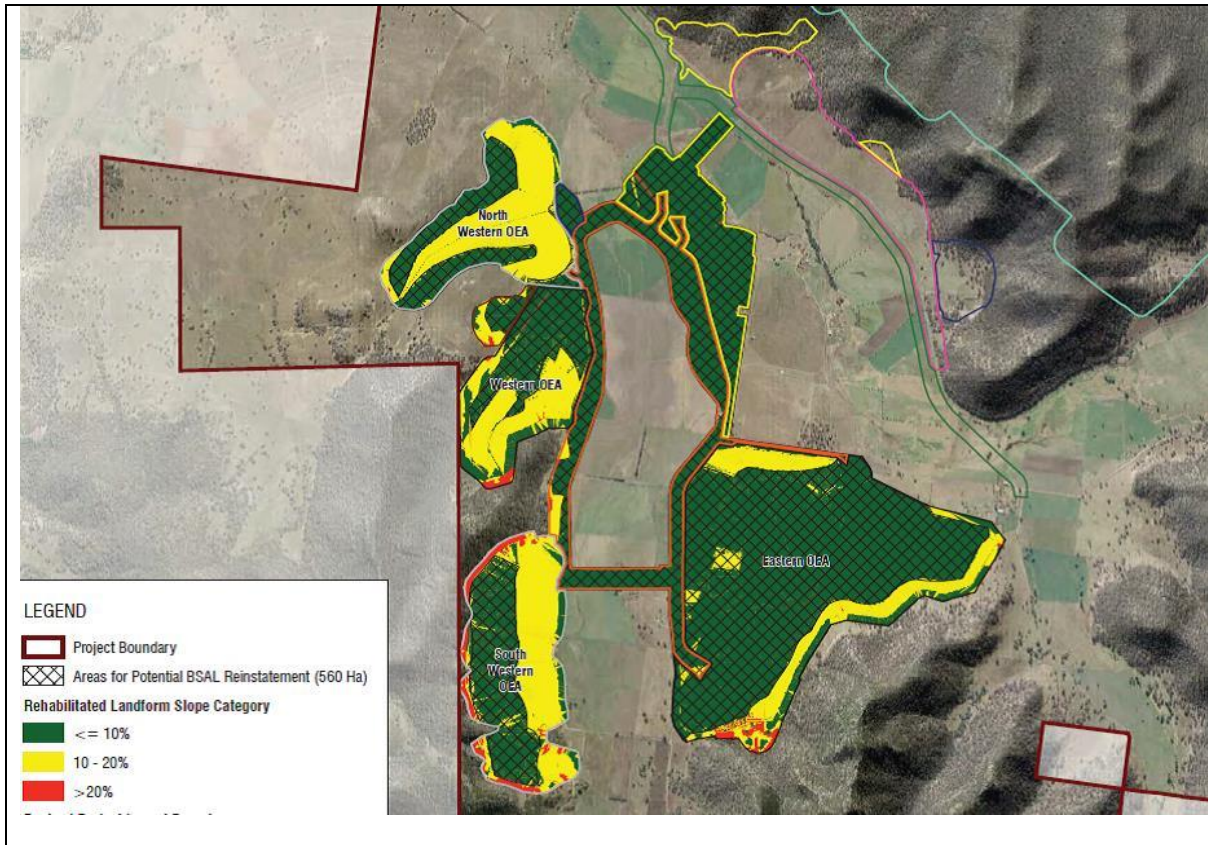 North
Western OEA
Western OEA
Eastern OEA
South
Western
OEA
LEGEND
Project Boundary
Areas for Potential BSAL Reinstatement (560 Ha)
Rehabilitated Landform Slope Category
<= 10%
10 - 20%
>20%